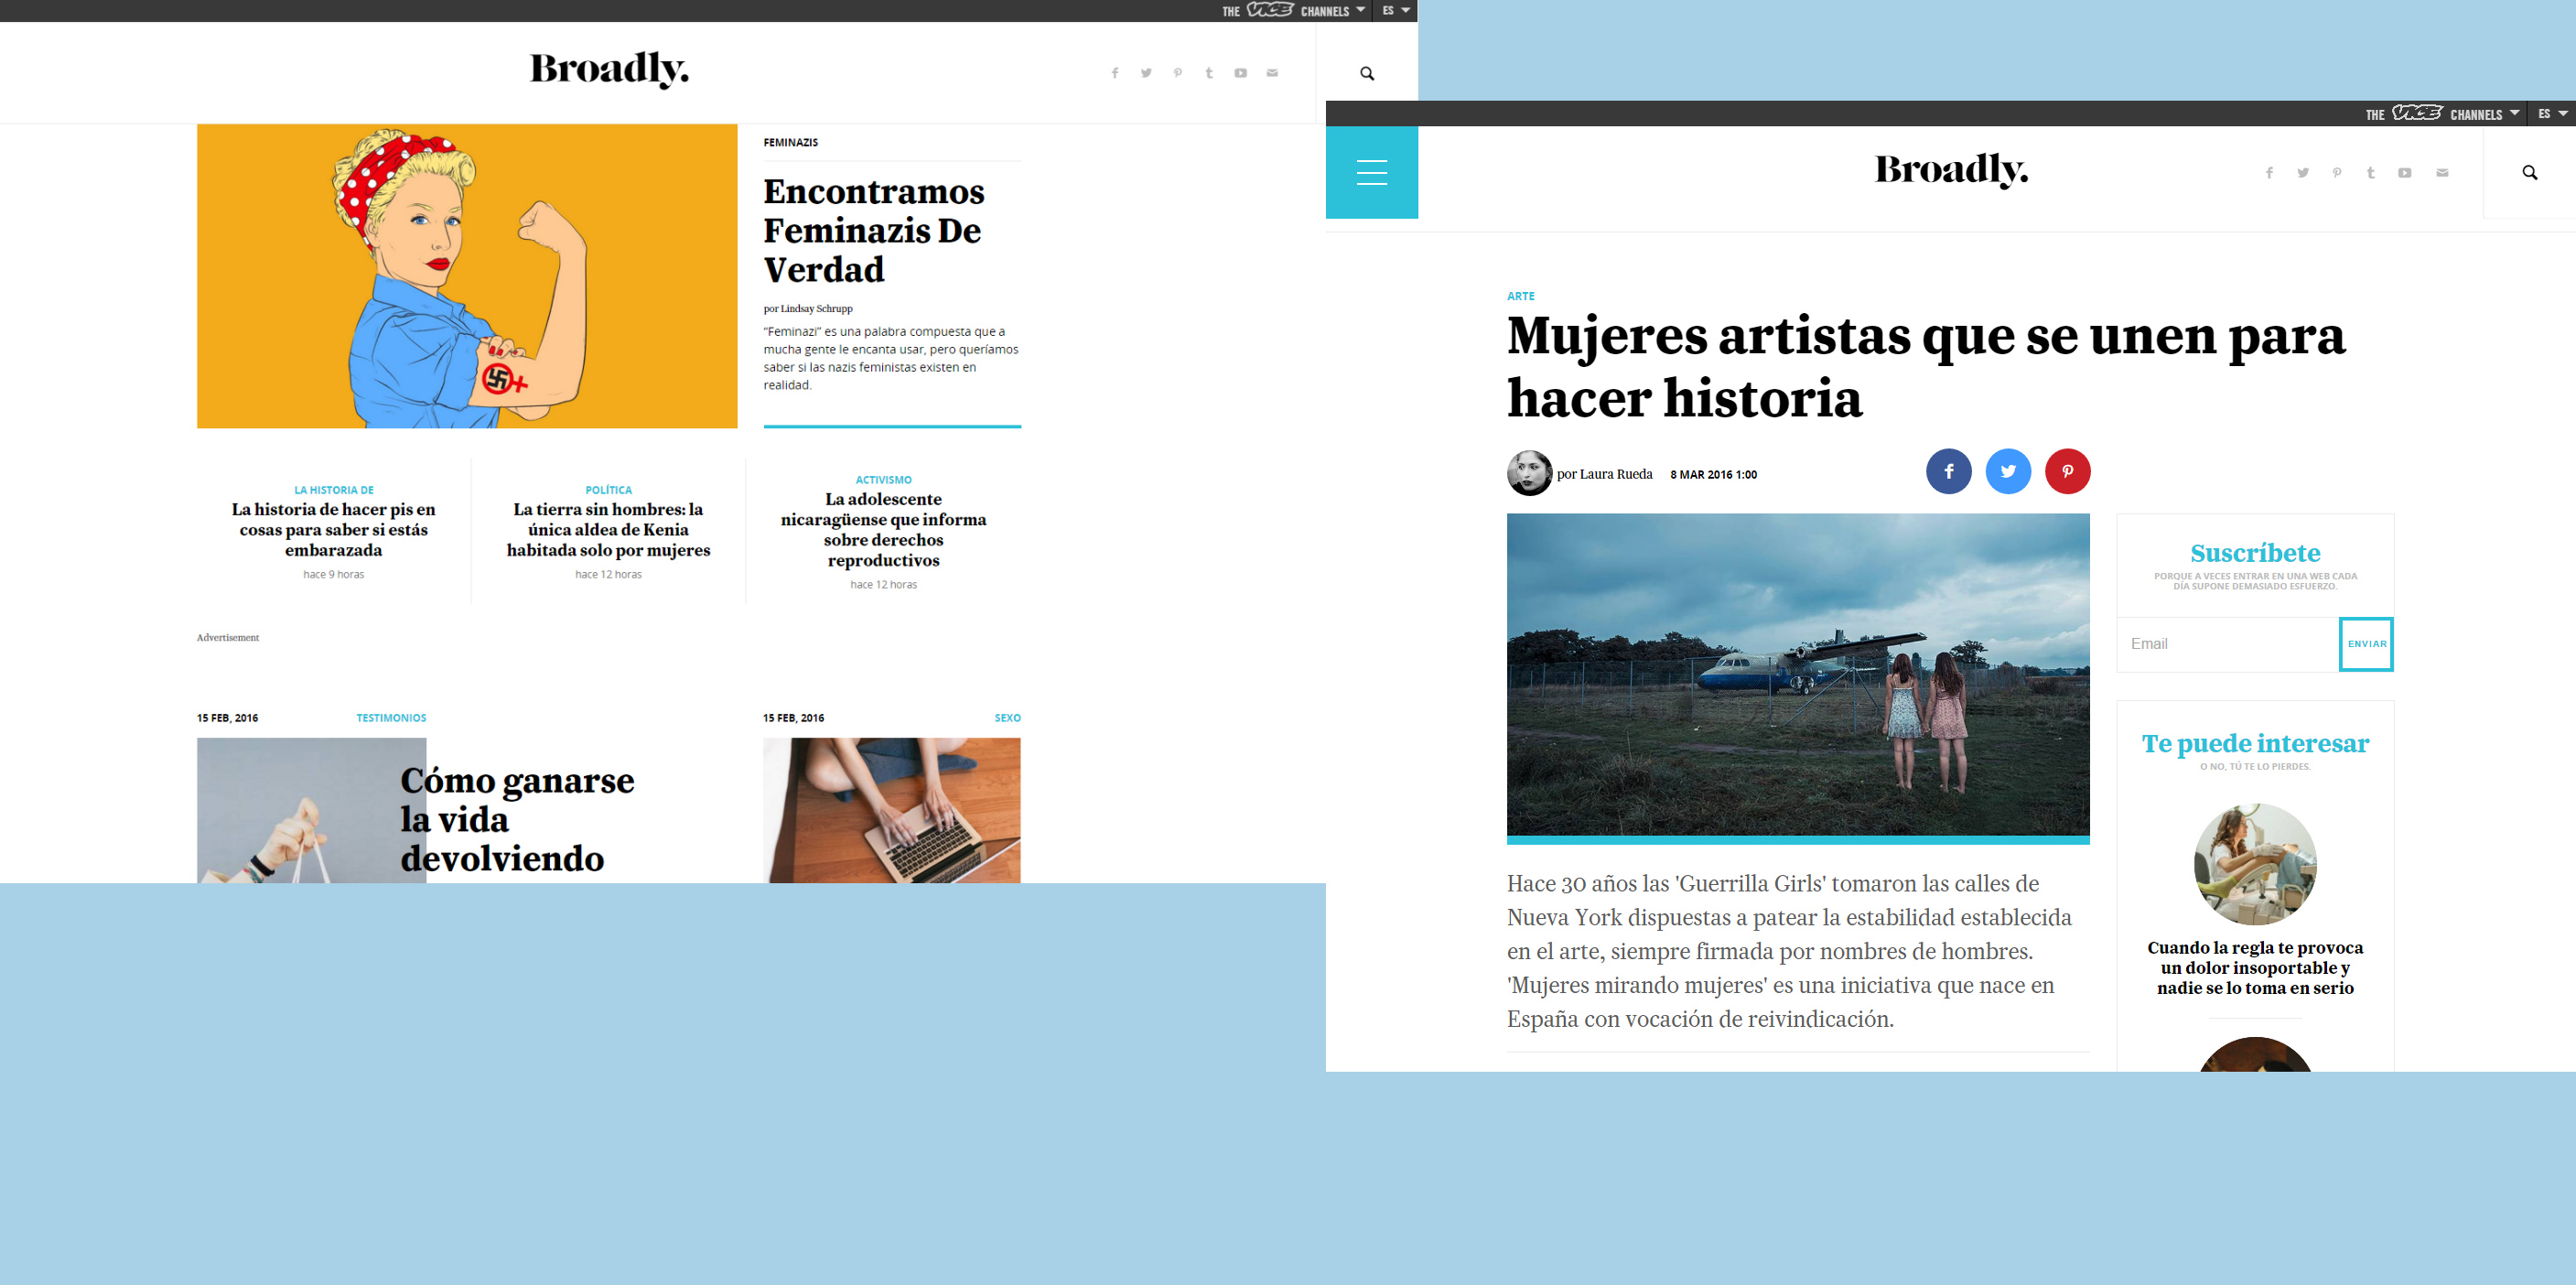 THE VICE CHANNELS ES
Broadly.
FEMINAZIS
Encontramos
Feminazis De
Verdad
por Lindsay Schrupp
“Feminazi” es una palabra compuesta que a
mucha gente le encanta usar, pero queríamos
saber si las nazis feministas existen en
realidad.
LA HISTORIA DE
La historia de hacer pis en
cosas para saber si estás
embarazada
hace 9 horas
POLÍTICA
La tierra sin hombres: la
única aldea de Kenia
habitada solo por mujeres
hace 12 horas
ACTIVISMO
La adolescente
nicaragüense que informa
sobre derechos
reproductivos
hace 12 horas
Advertisement
15 FEB, 2016 TESTIMONIOS
Cómo ganarse
la vida
devolviendo
15 FEB, 2016 SEXO
THE VICE CHANNELS ES
Broadly.
ARTE
Mujeres artistas que se unen para
hacer historia
por Laura Rueda 8 MAR 2016 1:00
Hace 30 años las 'Guerrilla Girls' tomaron las calles de
Nueva York dispuestas a patear la estabilidad establecida
en el arte, siempre firmada por nombres de hombres.
'Mujeres mirando mujeres' es una iniciativa que nace en
España con vocación de reivindicación.
Suscríbete
PORQUE A VECES ENTRAR EN UNA WEB CADA
DÍA SUPONE DEMASIADO ESFUERZO.
Email ENVIAR
Te puede interesar
O NO, TÚ TE LO PIERDES.
Cuando la regla te provoca
un dolor insoportable y
nadie se lo toma en serio